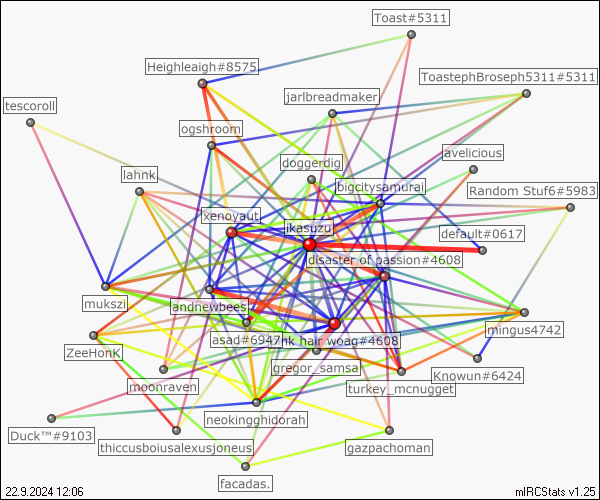 Toast#5311
Heighleaigh#8575
ToastephBroseph5311#5311
tescoroll
jarlbreadmaker
ogshroom
avelicious
doggerdig
lahnk
bigcitysamurai
Random Stuf6#5983
xenoyaut
jikasuzu
default#0617
disaster of passion#4608
mukszi
andnewbees
mingus4742
asad#6947
nk hair woag#4608
ZeeHonK
gregor_samsa
moonraven
Knowun#6424
turkey_mcnugget
neokingghidorah
Duck™#9103
thiccusboiusalexusjoneus
gazpachoman
facadas.
22.9.2024 12:06
mIRCStats v1.25